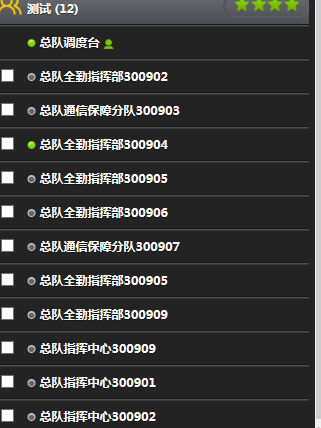 测试 (12)
总队调度台
总队全勤指挥部300902
总队通信保障分队300903
总队全勤指挥部300904
总队全勤指挥部300905
总队全勤指挥部300906
总队通信保障分队300907
总队全勤指挥部300905
总队全勤指挥部300909
总队指挥中心300909
总队指挥中心300901
总队指挥中心300902